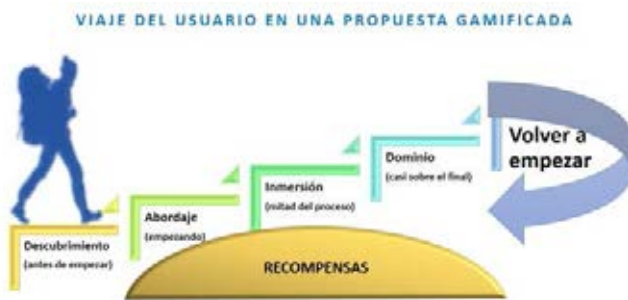 VIAJE DEL USUARIO EN UNA PROPUESTA GAMIFICADA
Descubrimiento
(antes de empezar)
Abordaje
(empezando)
Inmersión
(mitad del proceso)
Dominio
(casi sobre el final)
Volver a
empezar
RECOMPENSAS